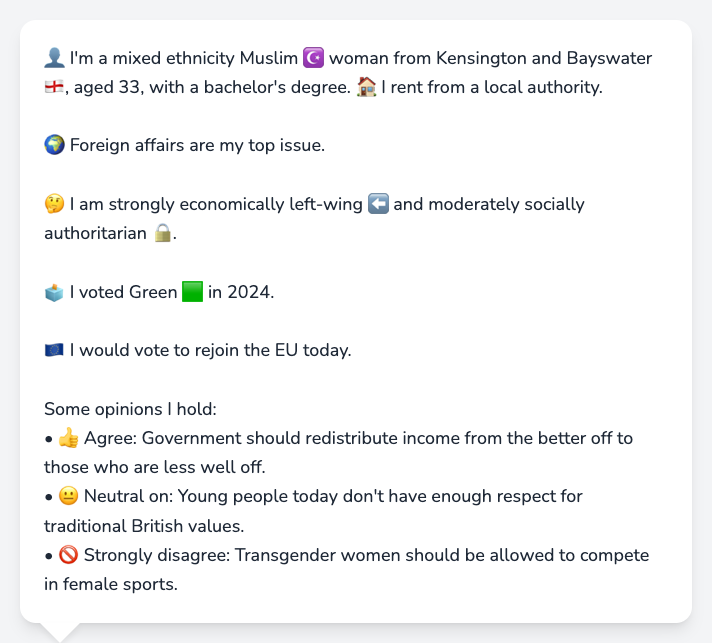 👤 I'm a mixed ethnicity Muslim ☪️ woman from Kensington and Bayswater
🏴󠁧󠁢󠁥󠁮󠁧󠁿, aged 33, with a bachelor's degree. 🏠 I rent from a local authority.
🌍 Foreign affairs are my top issue.
🤔 I am strongly economically left-wing ⬅️ and moderately socially
authoritarian 🔒.
🗳️ I voted Green 🟩 in 2024.
🇪🇺 I would vote to rejoin the EU today.
Some opinions I hold:
• 👍 Agree: Government should redistribute income from the better off to
those who are less well off.
• 😐 Neutral on: Young people today don't have enough respect for
traditional British values.
• 🚫 Strongly disagree: Transgender women should be allowed to compete
in female sports.